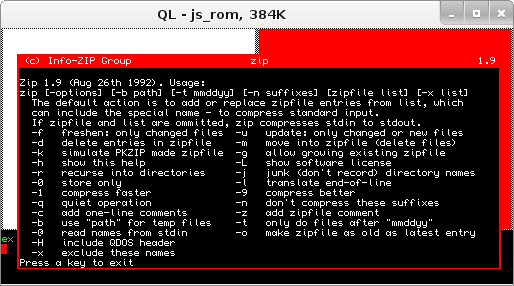 QL - js_rom, 384K
(c) Info-ZIP Group zip 1.9
Zip 1.9 (Aug 26th 1992). Usage:
zip [-options] [-b path] [-t mmddyy] [-n suffixes] [zipfile list] [-x list]
The default action is to add or replace zipfile entries from list, which
can include the special name - to compress standard input.
If zipfile and list are omitted, zip compresses stdin to stdout.
-f freshen: only changed files -u update: only changed or new files
-d delete entries in zipfile -m move into zipfile (delete files)
-k simulate PKZIP made zipfile -g allow growing existing zipfile
-h show this help -L show software license
-r recurse into directories -j junk (don't record) directory names
-0 store only -l translate end-of-line
-1 compress faster -9 compress better
-q quiet operation -n don't compress these suffixes
-c add one-line comments -z add zipfile comment
-b use "path" for temp files -t only do files after "mmddyy"
-@ read names from stdin -o make zipfile as old as latest entry
-H include QDOS header
-x exclude these names
Press a key to exit
ex